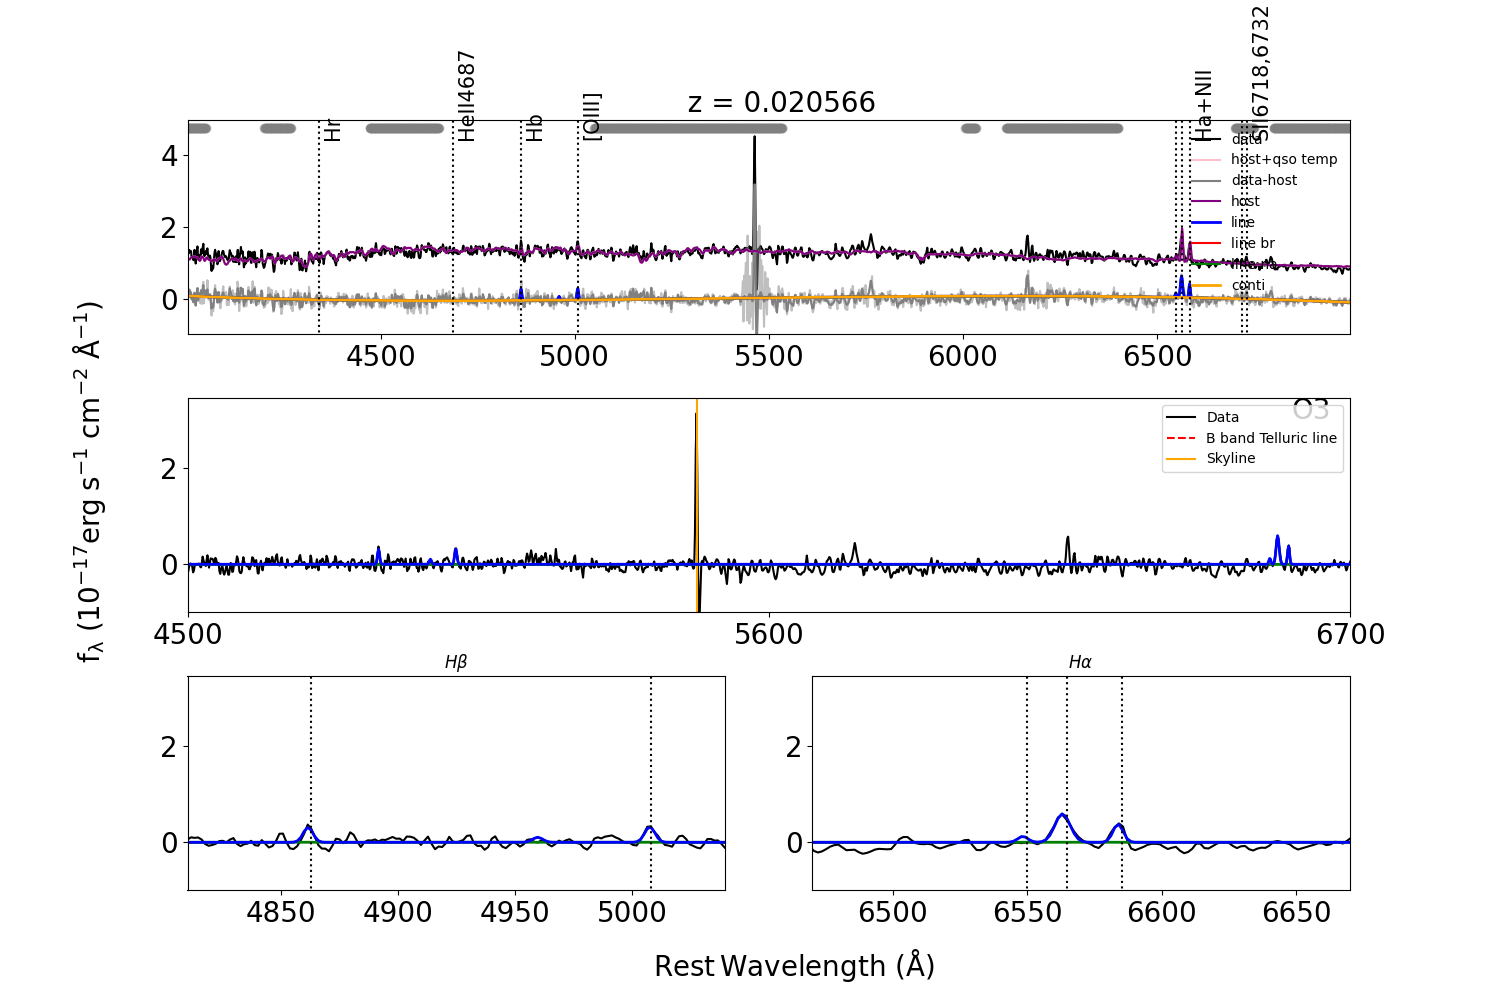 z = 0.020566
Hr
HeII4687
Hb
[OIII]
Ha+NII
SII6718,6732
data
host+qso temp
data-host
host
line
line br
conti
4
2
0
4500
5000
5500
6000
6500
O3
Data
B band Telluric line
Skyline
2
0
4500
5600
6700
fλ (10−17erg s−1 cm−2 Å−1)
Hβ
2
0
4850
4900
4950
5000
Hα
2
0
6500
6550
6600
6650
Rest Wavelength (Å)